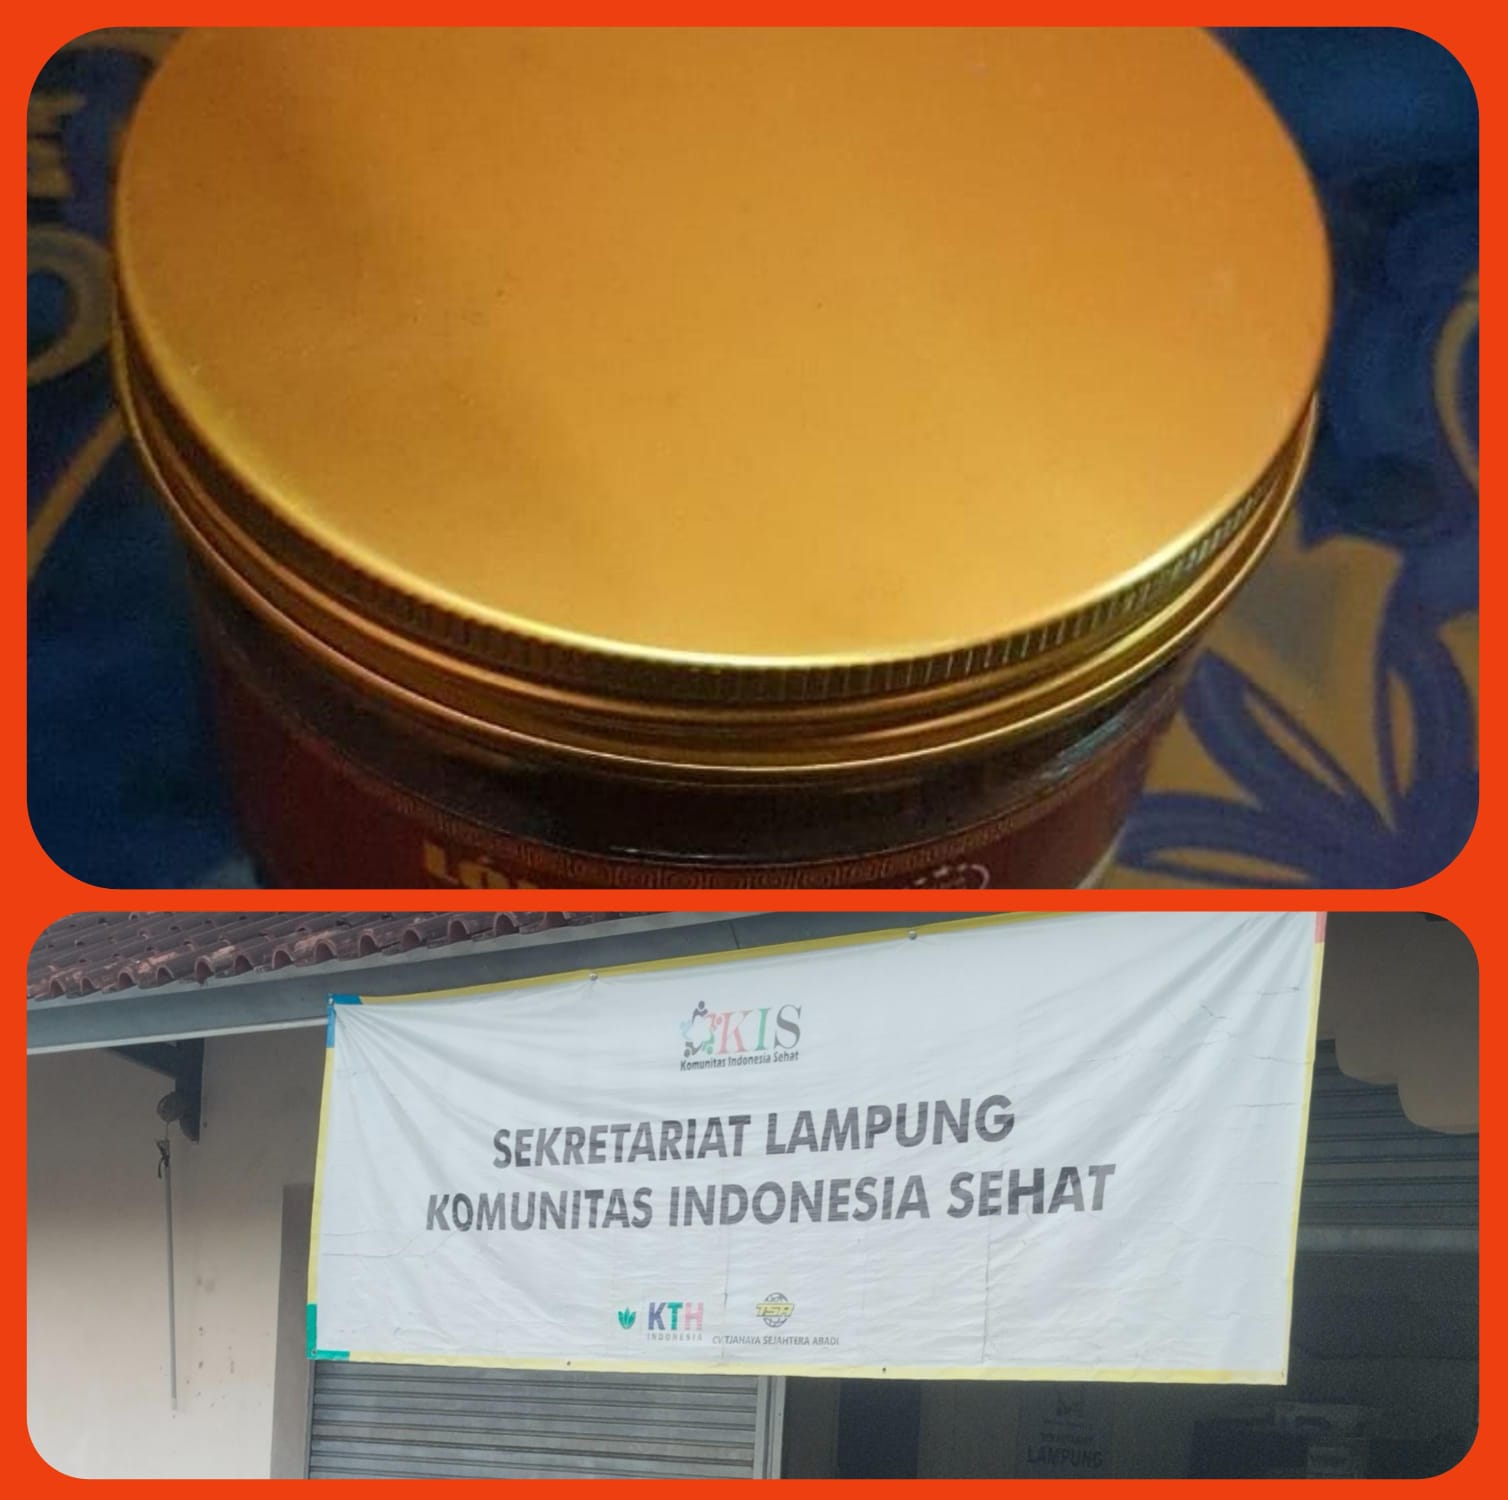 KIS
Komunitas Indonesia Sehat
SEKRETARIAT LAMPUNG
KOMUNITAS INDONESIA SEHAT
KTH
INDONESIA
TSA
CV.TJAHAYA SEJAHTERA ABADI
LAMPUNG